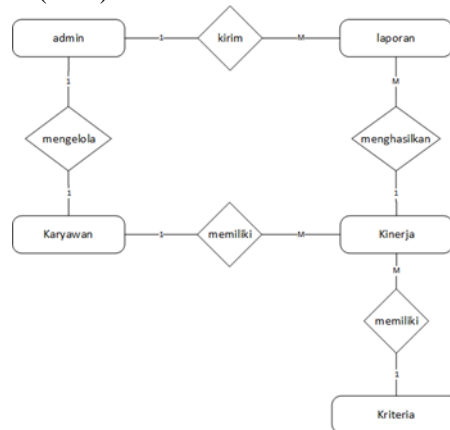 admin
1
kirim
M
laporan
1
M
mengelola
menghasilkan
1
1
Karyawan
1
memiliki
M
Kinerja
M
memiliki
1
Kriteria